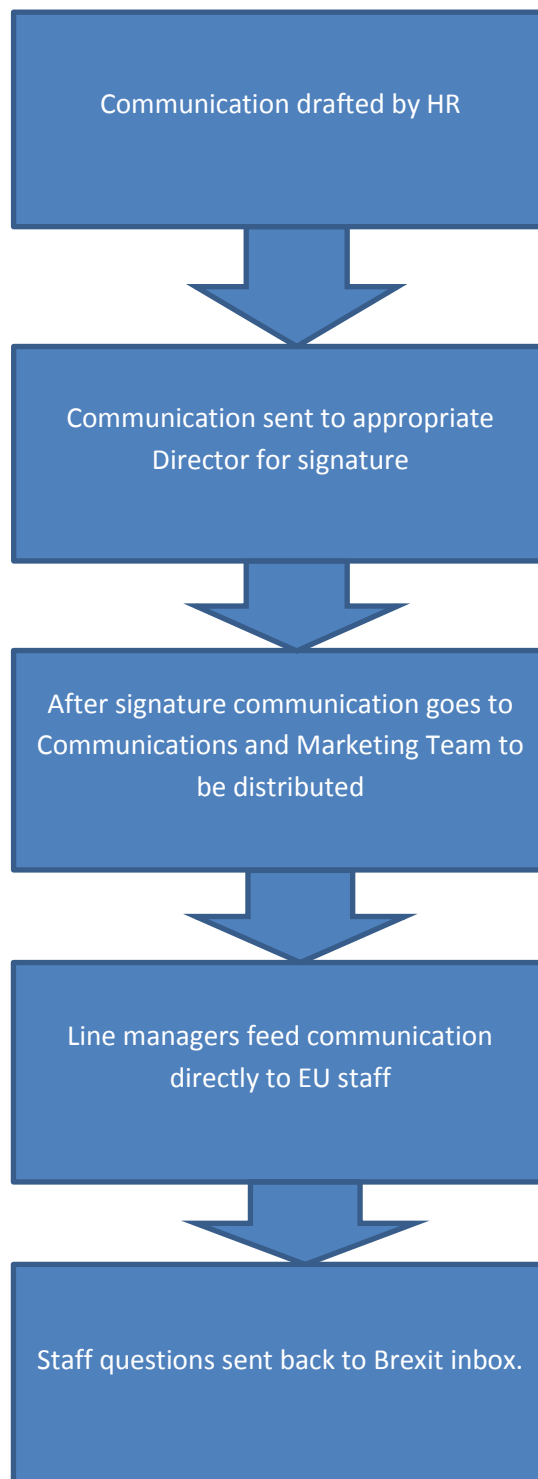 Communication drafted by HR
Communication sent to appropriate
Director for signature
After signature communication goes to
Communications and Marketing Team to
be distributed
Line managers feed communication
directly to EU staff
Staff questions sent back to Brexit inbox.